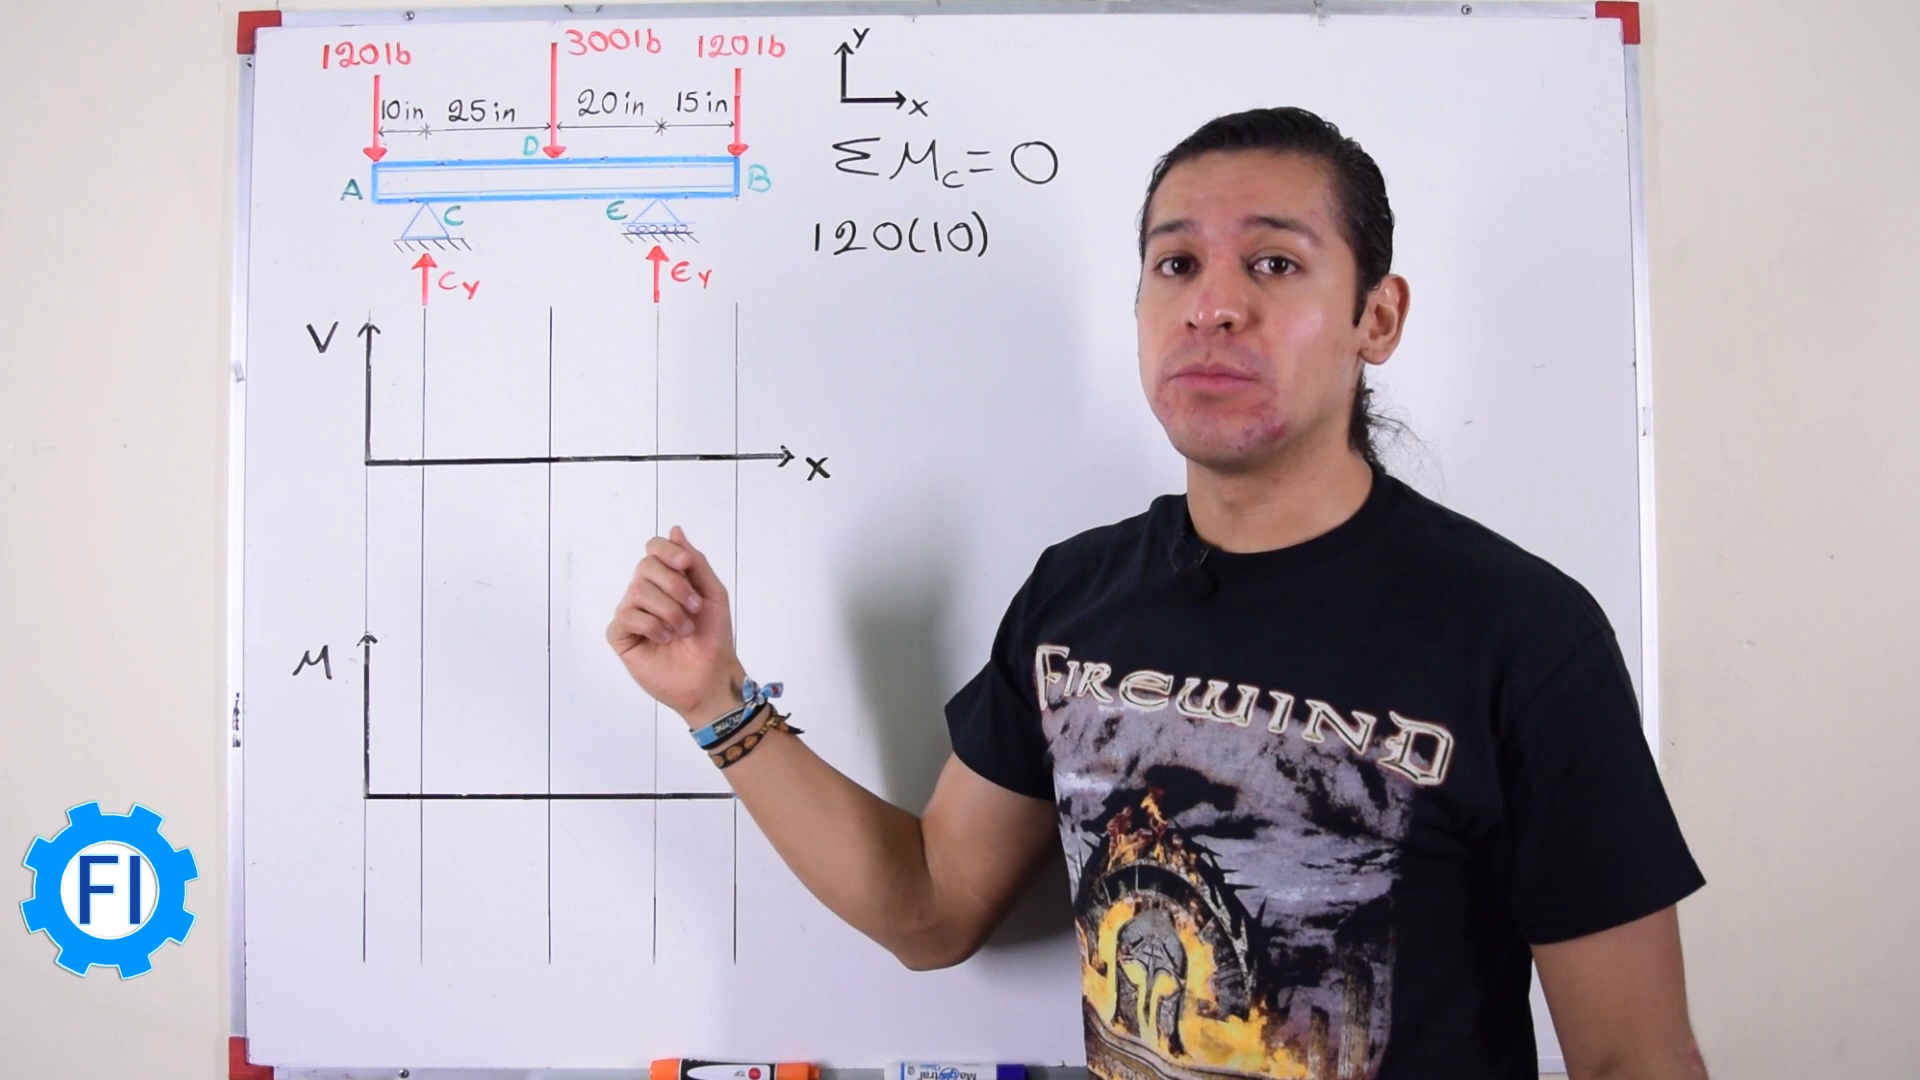 120lb 300lb 120lb
10in 25in 20in 15in
D
A B
C E
Cy Ey
y
x
ΣMc=0
120(10)
V
x
M
FI
FIREWIND